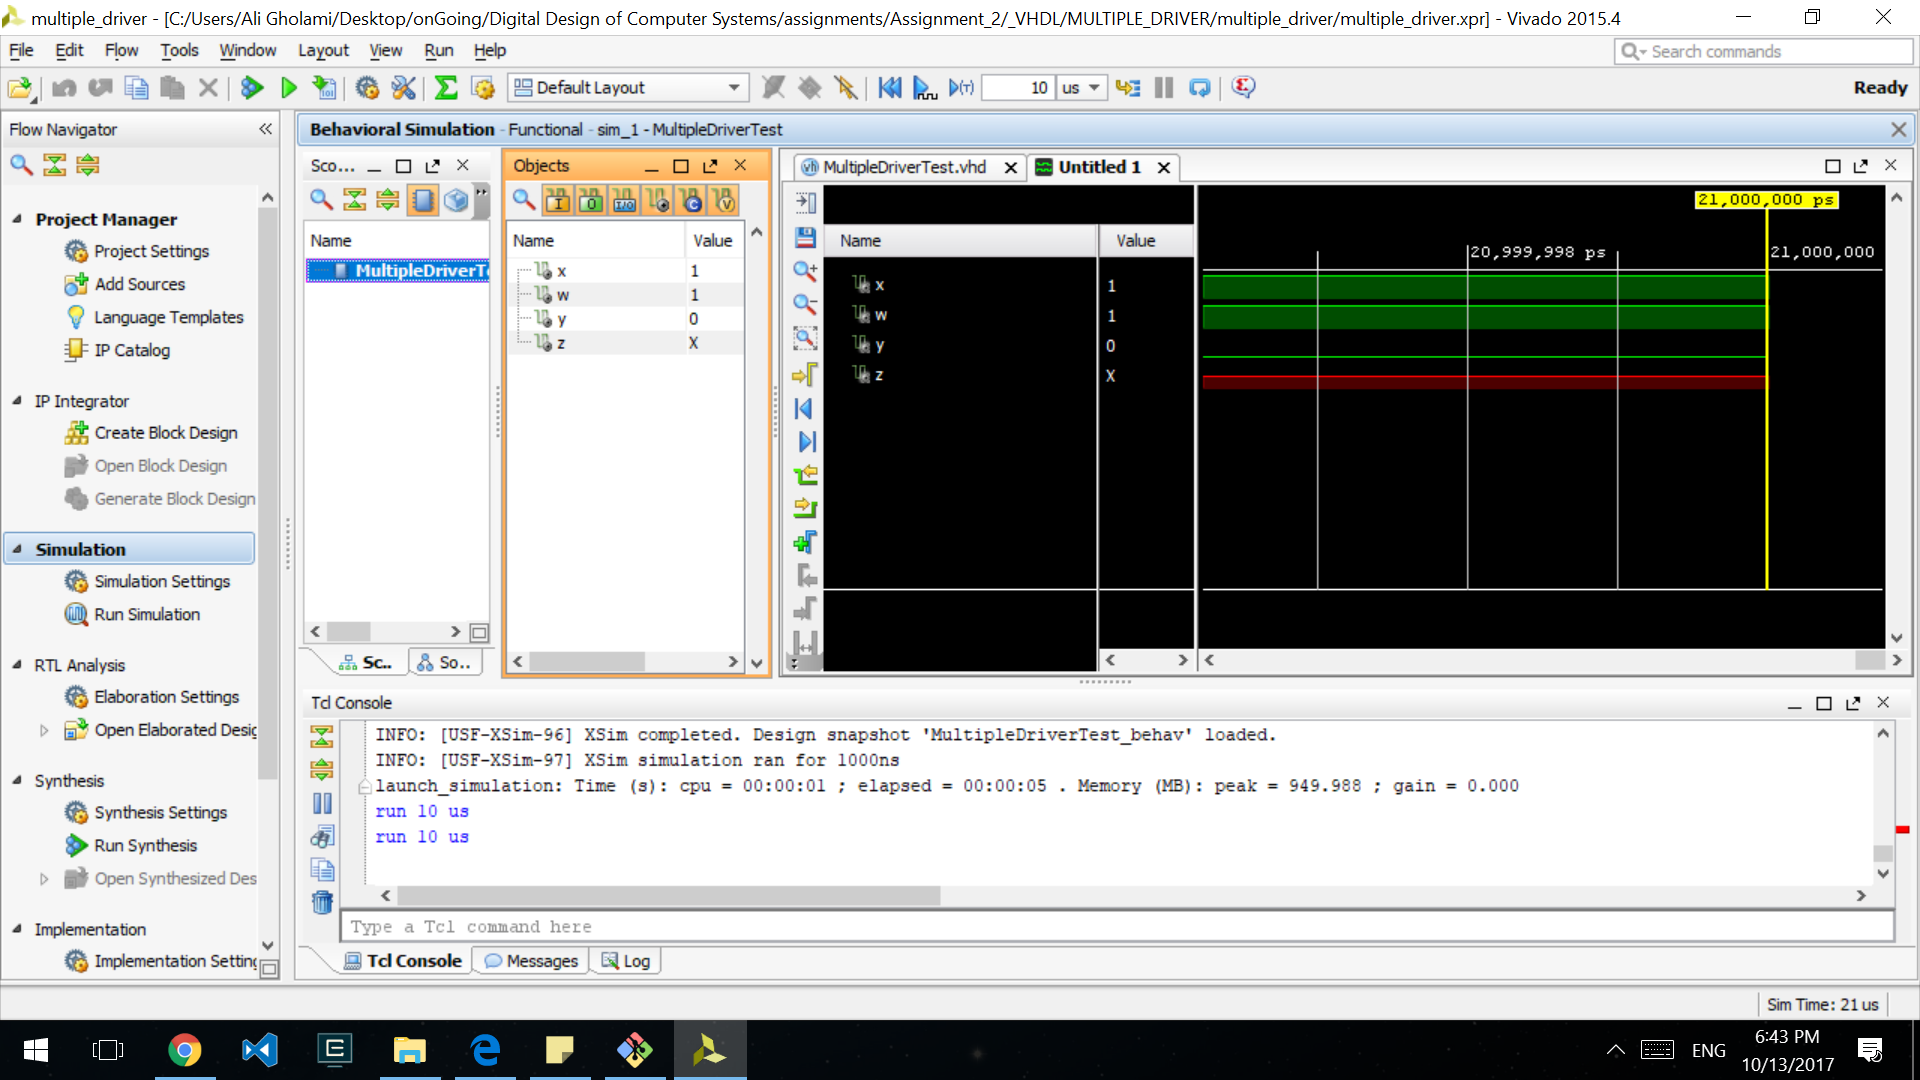 multiple_driver - [C:/Users/Ali Gholami/Desktop/onGoing/Digital Design of Computer Systems/assignments/Assignment_2/_VHDL/MULTIPLE_DRIVER/multiple_driver/multiple_driver.xpr] - Vivado 2015.4
File Edit Flow Tools Window Layout View Run Help
Search commands
Default Layout
10 us
Ready
Flow Navigator
Project Manager
Project Settings
Add Sources
Language Templates
IP Catalog
IP Integrator
Create Block Design
Open Block Design
Generate Block Design
Simulation
Simulation Settings
Run Simulation
RTL Analysis
Elaboration Settings
Open Elaborated Desig
Synthesis
Synthesis Settings
Run Synthesis
Open Synthesized Des
Implementation
Implementation Setting
Behavioral Simulation - Functional - sim_1 - MultipleDriverTest
Sco...
Name
MultipleDriverT
Sc..
So..
Objects
Name Value
x 1
w 1
y 0
z X
MultipleDriverTest.vhd
Untitled 1
Name Value
x 1
w 1
y 0
z X
21,000,000 ps
20,999,998 ps
21,000,000
Tcl Console
INFO: [USF-XSim-96] XSim completed. Design snapshot 'MultipleDriverTest_behav' loaded.
INFO: [USF-XSim-97] XSim simulation ran for 1000ns
launch_simulation: Time (s): cpu = 00:00:01 ; elapsed = 00:00:05 . Memory (MB): peak = 949.988 ; gain = 0.000
run 10 us
run 10 us
Type a Tcl command here
Tcl Console Messages Log
Sim Time: 21 us
ENG
6:43 PM
10/13/2017